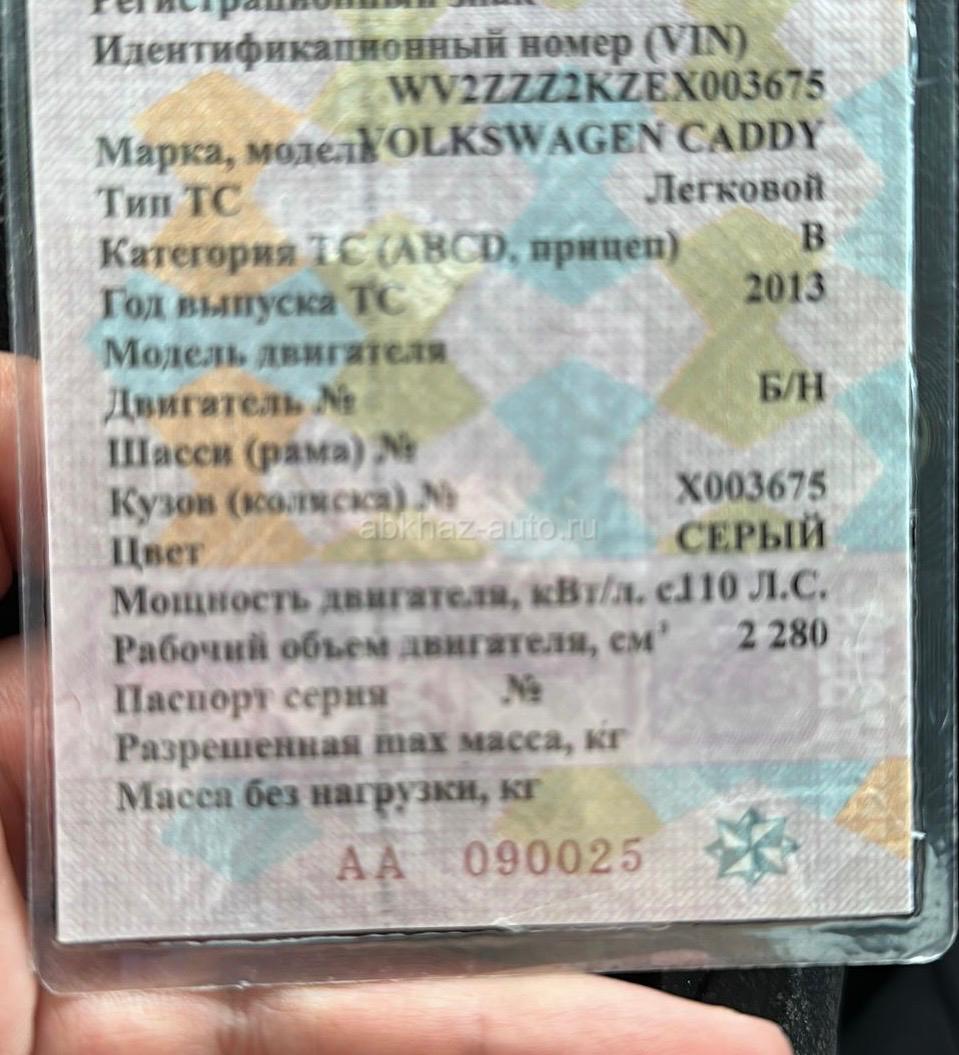 Регистрационный знак
Идентификационный номер (VIN)
WV2ZZZ2KZEX003675
Марка, модель VOLKSWAGEN CADDY
Тип ТС Легковой
Категория ТС (ABCD, прицеп) B
Год выпуска ТС 2013
Модель двигателя
Двигатель № Б/Н
Шасси (рама) №
Кузов (коляска) № X003675
abkhaz-auto.ru
Цвет СЕРЫЙ
Мощность двигателя, кВт/л. с.110 Л.С.
Рабочий объем двигателя, см³ 2 280
Паспорт серия №
Разрешенная max масса, кг
Масса без нагрузки, кг
АА 090025